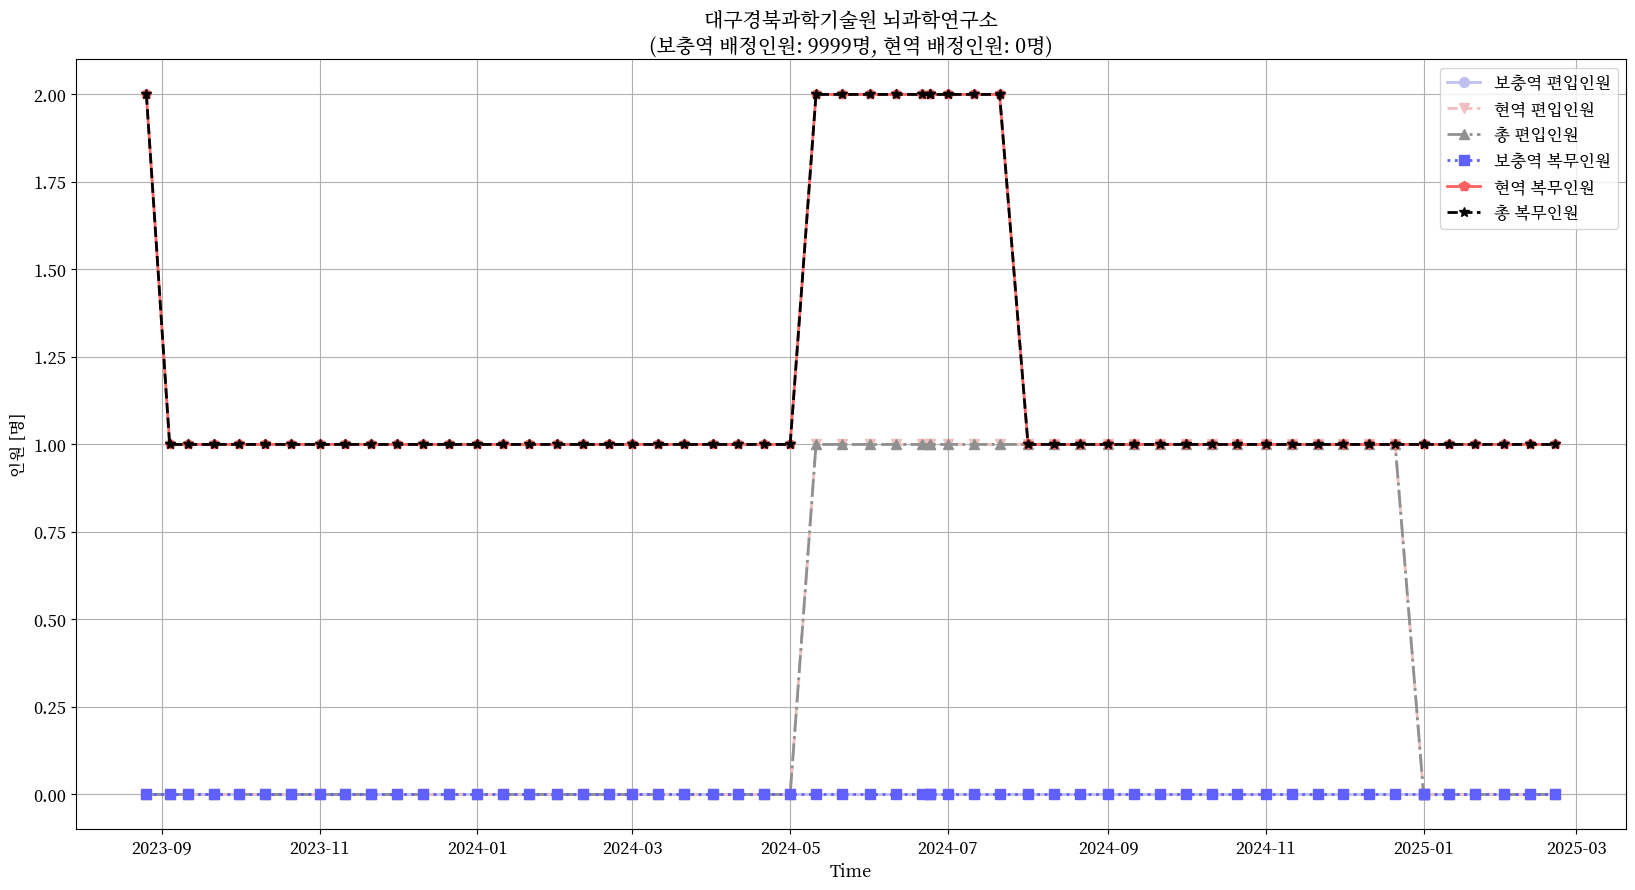 대구경북과학기술원 뇌과학연구소
(보충역 배정인원: 9999명, 현역 배정인원: 0명)
보충역 편입인원
현역 편입인원
총 편입인원
보충역 복무인원
현역 복무인원
총 복무인원
인원 [명]
2.00
1.75
1.50
1.25
1.00
0.75
0.50
0.25
0.00
2023-09 2023-11 2024-01 2024-03 2024-05 2024-07 2024-09 2024-11 2025-01 2025-03
Time